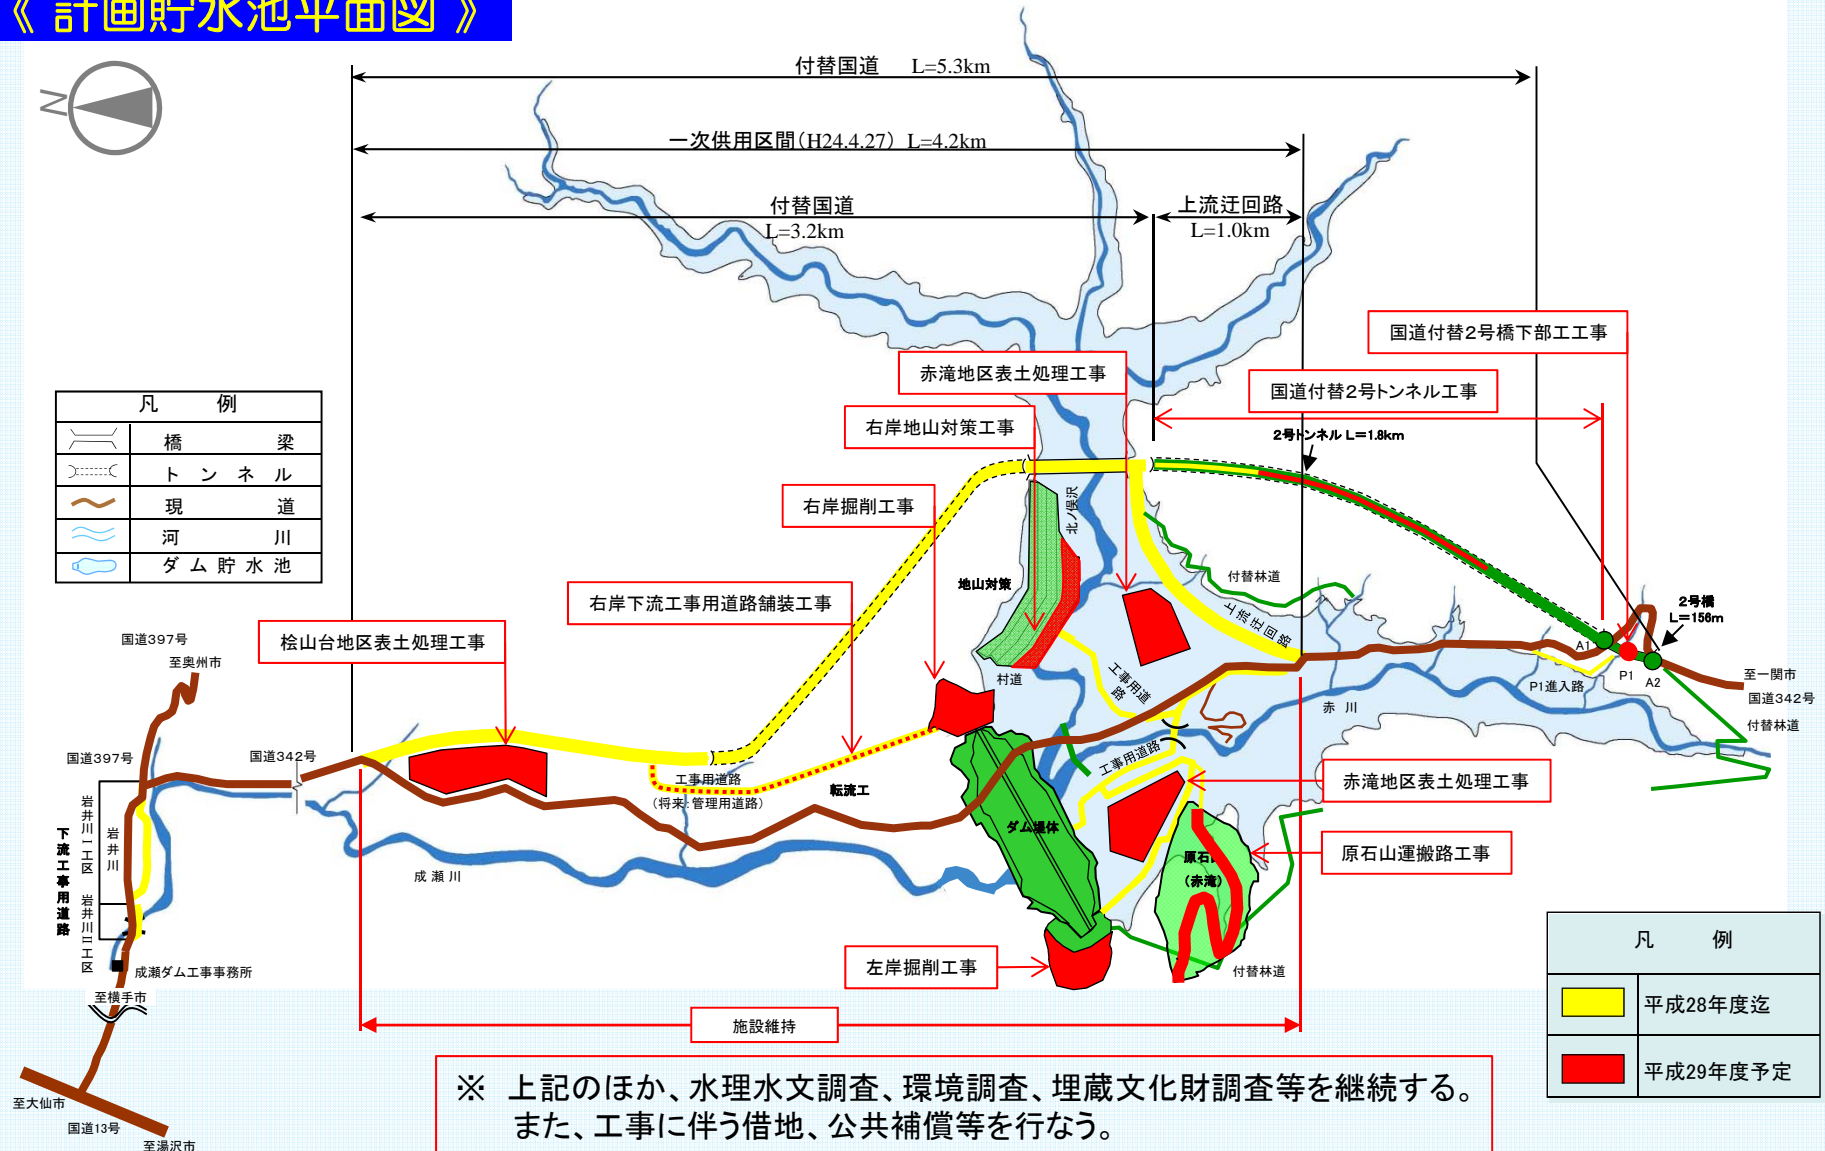 《 計画貯水池平面図 》
N
付替国道 L=5.3km
一次供用区間(H24.4.27) L=4.2km
付替国道
L=3.2km
上流迂回路
L=1.0km
国道付替2号橋下部工工事
赤滝地区表土処理工事
国道付替2号トンネル工事
右岸地山対策工事
2号トンネル L=1.8km
右岸掘削工事
北ノ俣沢
凡 例
橋 梁
トンネル
現 道
河 川
ダム貯水池
地山対策
付替林道
上流迂回路
右岸下流工事用道路舗装工事
桧山台地区表土処理工事
2号橋
L=156m
A1
P1
A2
P1進入路
至一関市
国道342号
付替林道
国道397号
至奥州市
村道
工事用道路
赤 川
国道397号
国道342号
工事用道路
(将来:管理用道路)
転流工
工事用道路
赤滝地区表土処理工事
ダム堤体
原石山運搬路工事
原石
(赤滝)
成瀬川
下流工事用道路
岩井川Ⅰ工区
岩井川
岩井川Ⅱ工区
成瀬ダム工事事務所
至横手市
左岸掘削工事
付替林道
施設維持
凡 例
平成28年度迄
平成29年度予定
至大仙市
国道13号
至湯沢市
※ 上記のほか、水理水文調査、環境調査、埋蔵文化財調査等を継続する。
また、工事に伴う借地、公共補償等を行なう。